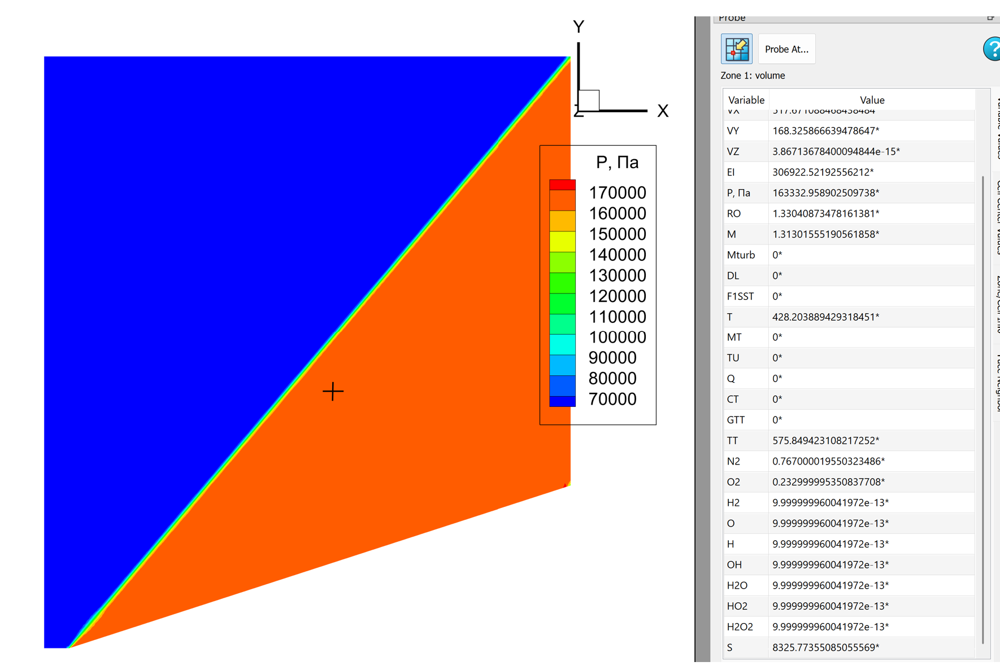 Y
X
Z
P, Па
170000
160000
150000
140000
130000
120000
110000
100000
90000
80000
70000
Probe
Probe At...
?
Zone 1: volume
Variable Value
VX 517.671088468438484
VY 168.325866639478647*
VZ 3.86713678400094844e-15*
EI 306922.52192556212*
P, Па 163332.958902509738*
RO 1.33040873478161381*
M 1.31301555190561858*
Mturb 0*
DL 0*
F1SST 0*
T 428.203889429318451*
MT 0*
TU 0*
Q 0*
CT 0*
GTT 0*
TT 575.849423108217252*
N2 0.767000019550323486*
O2 0.232999995350837708*
H2 9.999999960041972e-13*
O 9.999999960041972e-13*
H 9.999999960041972e-13*
OH 9.999999960041972e-13*
H2O 9.999999960041972e-13*
HO2 9.999999960041972e-13*
H2O2 9.999999960041972e-13*
S 8325.77355085055569*